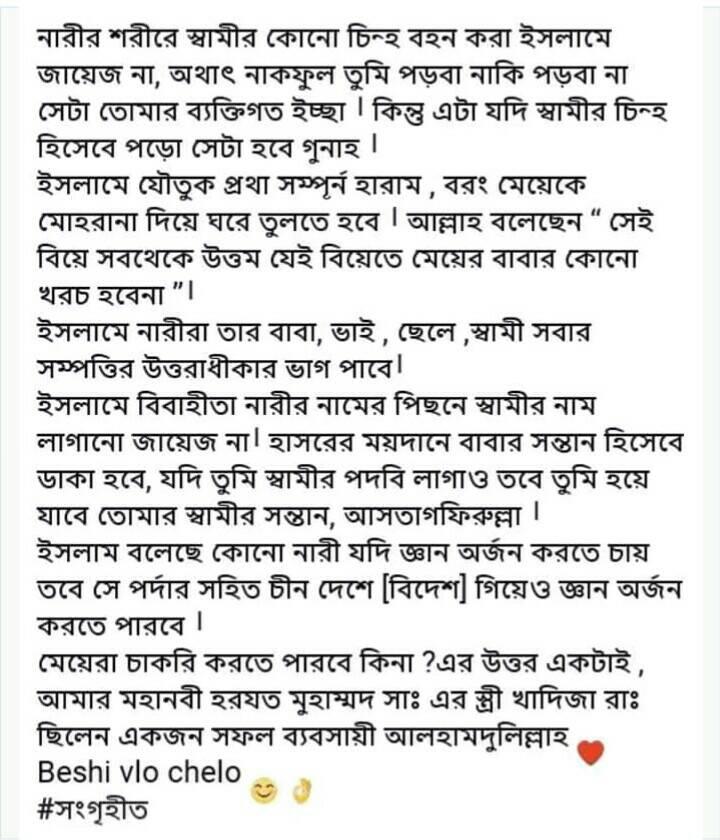 নারীর শরীরে স্বামীর কোনো চিন্হ বহন করা ইসলামে
জায়েজ না, অথাৎ নাকফুল তুমি পড়বা নাকি পড়বা না
সেটা তোমার ব্যক্তিগত ইচ্ছা । কিন্তু এটা যদি স্বামীর চিন্হ
হিসেবে পড়ো সেটা হবে গুনাহ ।
ইসলামে যৌতুক প্রথা সম্পূর্ন হারাম , বরং মেয়েকে
মোহরানা দিয়ে ঘরে তুলতে হবে । আল্লাহ বলেছেন “ সেই
বিয়ে সবথেকে উত্তম যেই বিয়েতে মেয়ের বাবার কোনো
খরচ হবেনা ”।
ইসলামে নারীরা তার বাবা, ভাই , ছেলে ,স্বামী সবার
সম্পত্তির উত্তরাধীকার ভাগ পাবে।
ইসলামে বিবাহীতা নারীর নামের পিছনে স্বামীর নাম
লাগানো জায়েজ না। হাসরের ময়দানে বাবার সন্তান হিসেবে
ডাকা হবে, যদি তুমি স্বামীর পদবি লাগাও তবে তুমি হয়ে
যাবে তোমার স্বামীর সন্তান, আসতাগফিরুল্লা ।
ইসলাম বলেছে কোনো নারী যদি জ্ঞান অর্জন করতে চায়
তবে সে পর্দার সহিত চীন দেশে [বিদেশ] গিয়েও জ্ঞান অর্জন
করতে পারবে ।
মেয়েরা চাকরি করতে পারবে কিনা ?এর উত্তর একটাই ,
আমার মহানবী হরযত মুহাম্মদ সাঃ এর স্ত্রী খাদিজা রাঃ
ছিলেন একজন সফল ব্যবসায়ী আলহামদুলিল্লাহ ❤️
Beshi vlo chelo 😊 👌
#সংগৃহীত